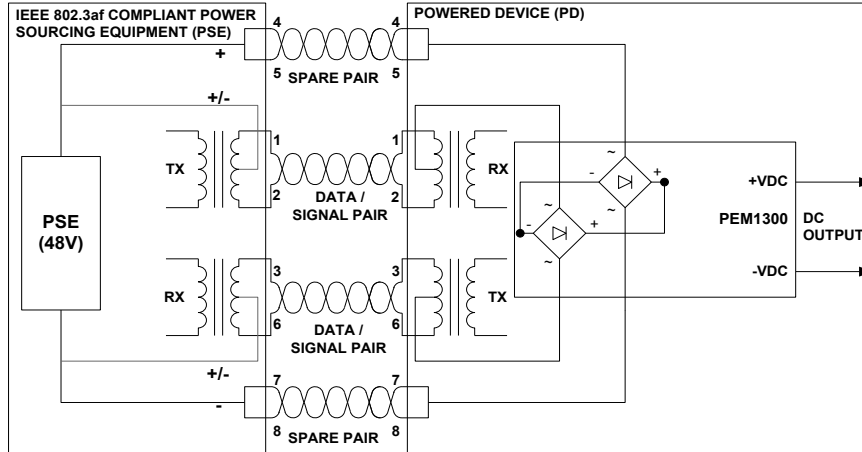 IEEE 802.3af COMPLIANT POWER
SOURCING EQUIPMENT (PSE)
POWERED DEVICE (PD)
4
4
+
5
SPARE PAIR
5
+/-
1
1
TX
RX
2
DATA /
SIGNAL PAIR
2
~
-
+
~
~
-
+
~
+VDC
PEM1300
DC
OUTPUT
-VDC
PSE
(48V)
3
3
RX
TX
6
DATA /
SIGNAL PAIR
6
+/-
7
7
-
8
SPARE PAIR
8